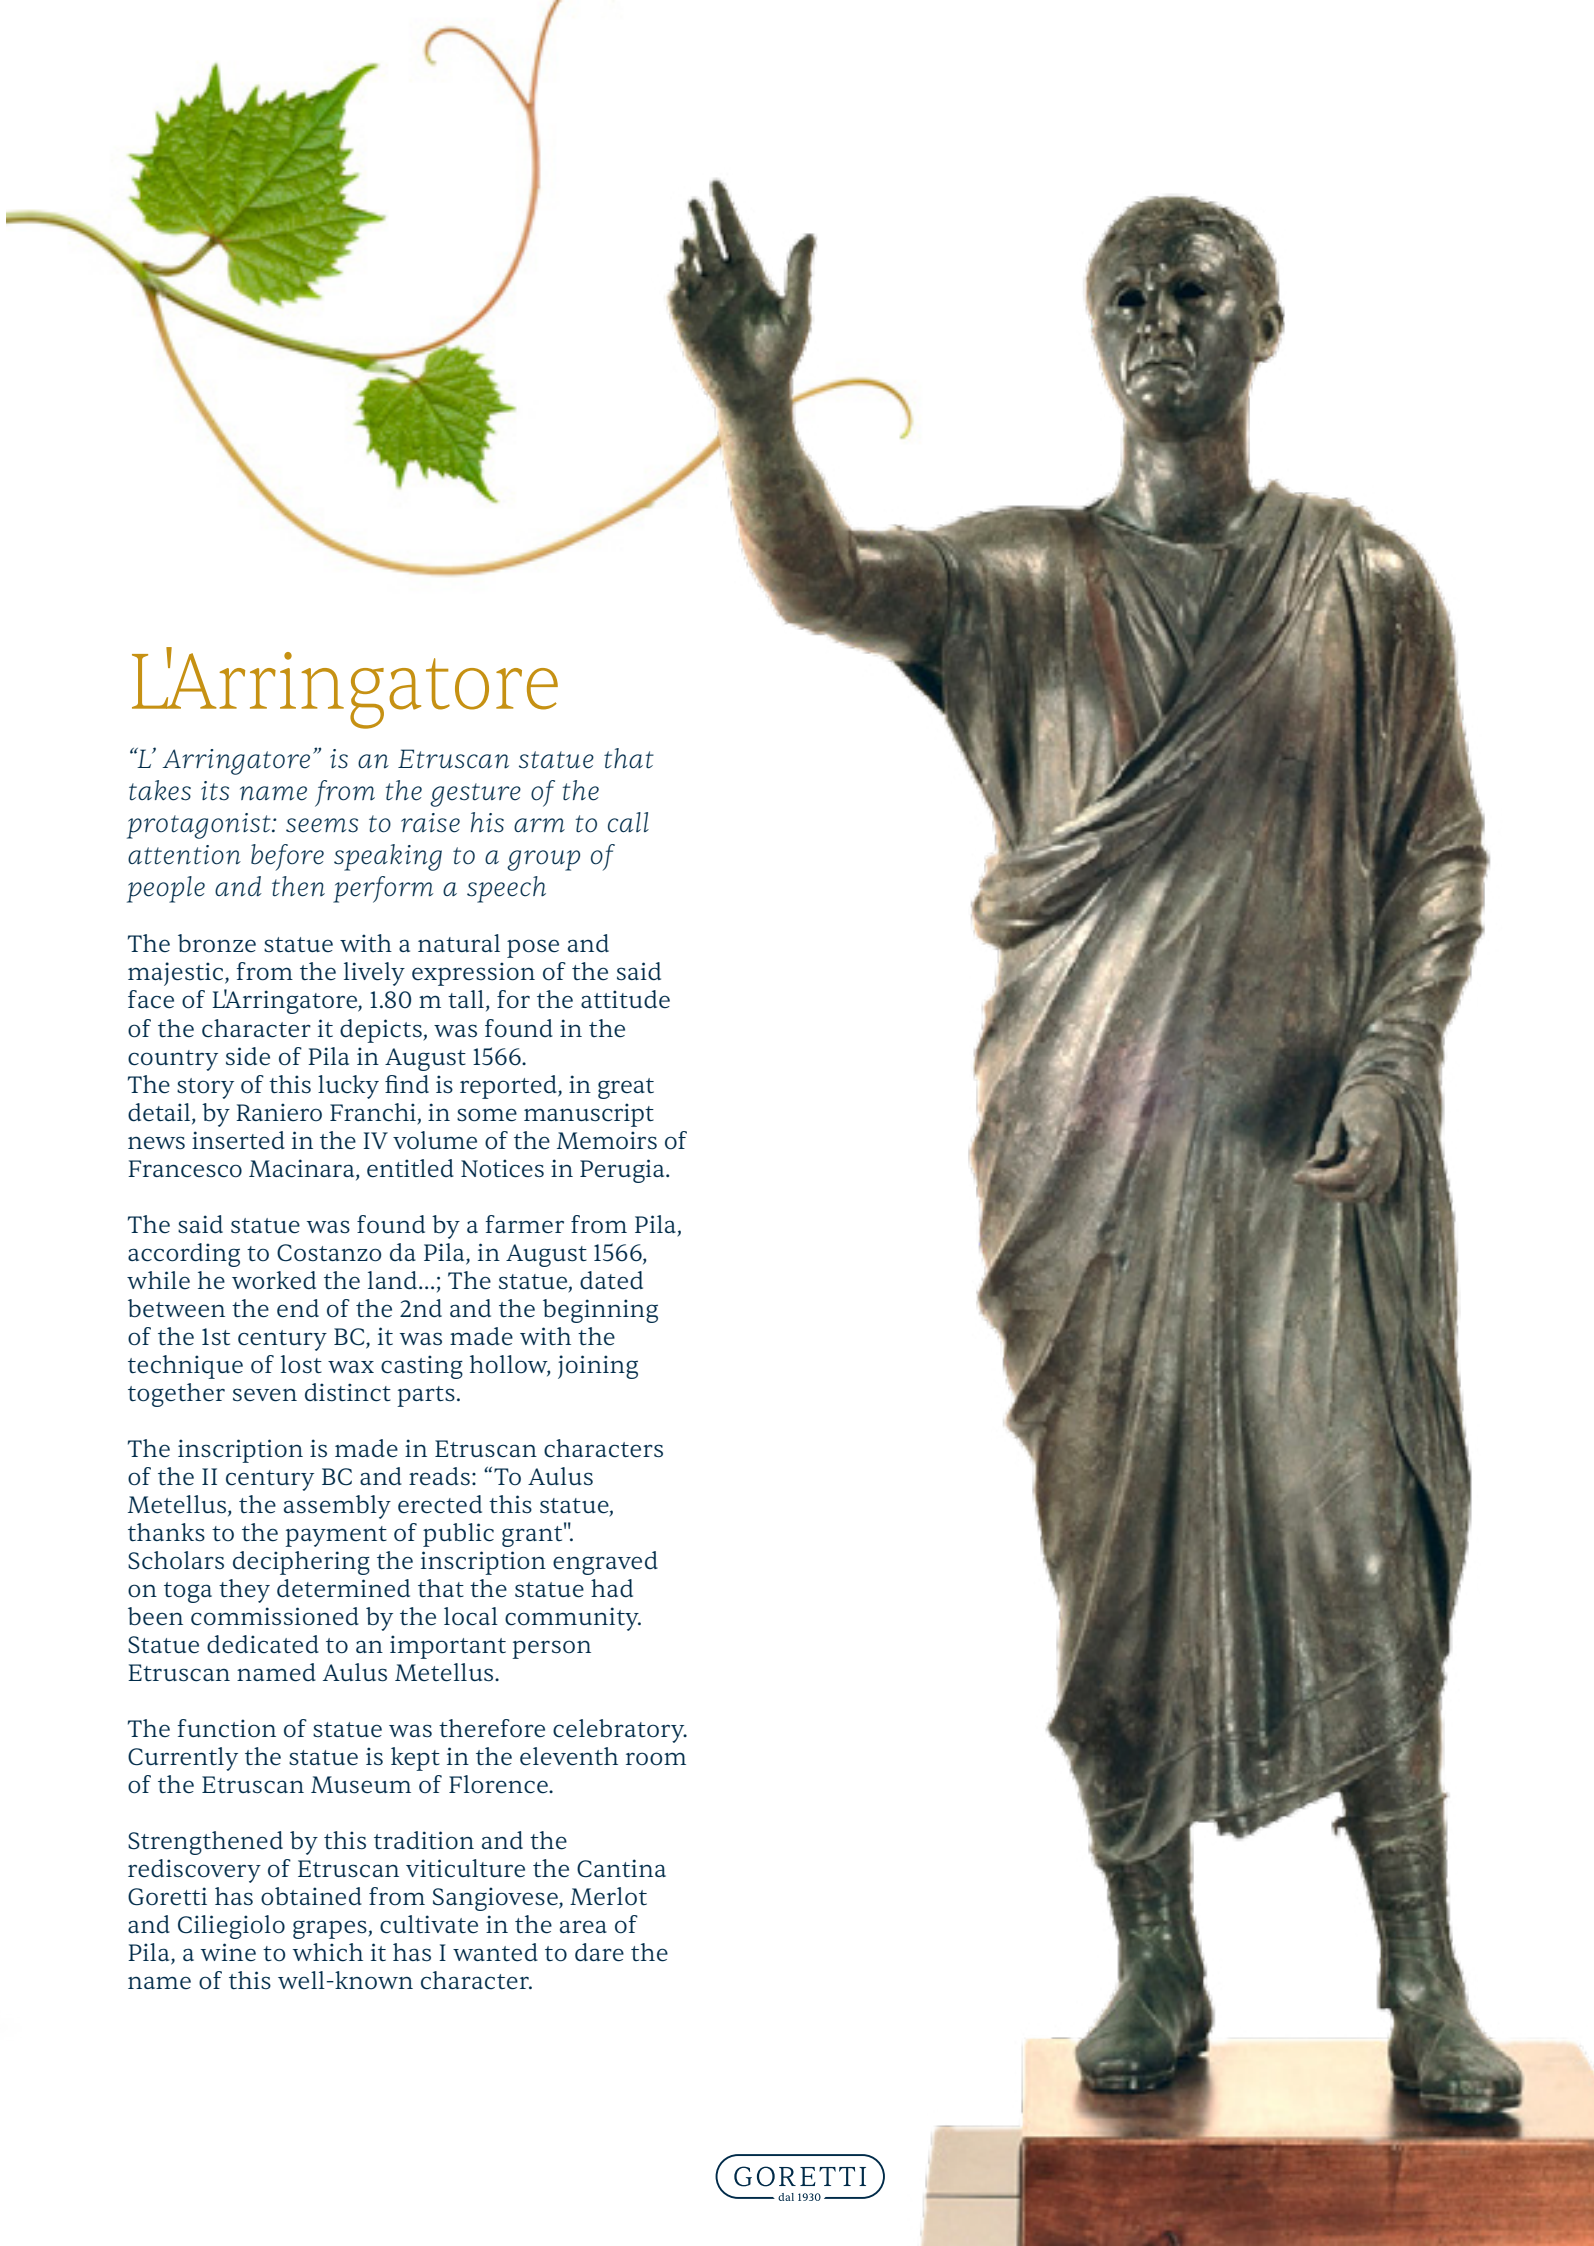 L'Arringatore
“L’ Arringatore” is an Etruscan statue that
takes its name from the gesture of the
protagonist: seems to raise his arm to call
attention before speaking to a group of
people and then perform a speech
The bronze statue with a natural pose and
majestic, from the lively expression of the said
face of L'Arringatore, 1.80 m tall, for the attitude
of the character it depicts, was found in the
country side of Pila in August 1566.
The story of this lucky find is reported, in great
detail, by Raniero Franchi, in some manuscript
news inserted in the IV volume of the Memoirs of
Francesco Macinara, entitled Notices in Perugia.
The said statue was found by a farmer from Pila,
according to Costanzo da Pila, in August 1566,
while he worked the land...; The statue, dated
between the end of the 2nd and the beginning
of the 1st century BC, it was made with the
technique of lost wax casting hollow, joining
together seven distinct parts.
The inscription is made in Etruscan characters
of the II century BC and reads: “To Aulus
Metellus, the assembly erected this statue,
thanks to the payment of public grant".
Scholars deciphering the inscription engraved
on toga they determined that the statue had
been commissioned by the local community.
Statue dedicated to an important person
Etruscan named Aulus Metellus.
The function of statue was therefore celebratory.
Currently the statue is kept in the eleventh room
of the Etruscan Museum of Florence.
Strengthened by this tradition and the
rediscovery of Etruscan viticulture the Cantina
Goretti has obtained from Sangiovese, Merlot
and Ciliegiolo grapes, cultivate in the area of
Pila, a wine to which it has I wanted to dare the
name of this well-known character.
GORETTI
dal 1930